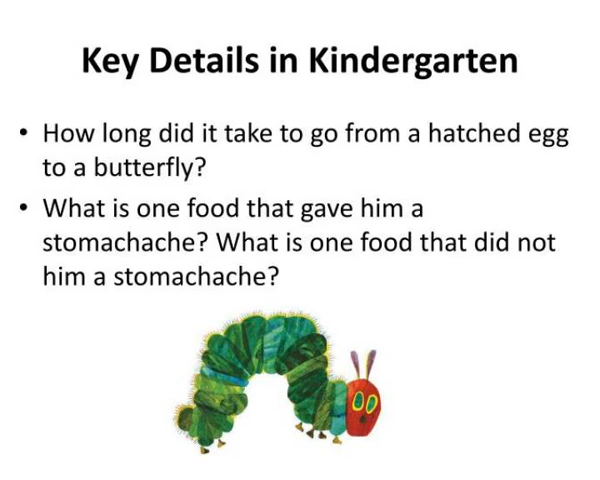 Key Details in Kindergarten
• How long did it take to go from a hatched egg
to a butterfly?
• What is one food that gave him a
stomachache? What is one food that did not
him a stomachache?